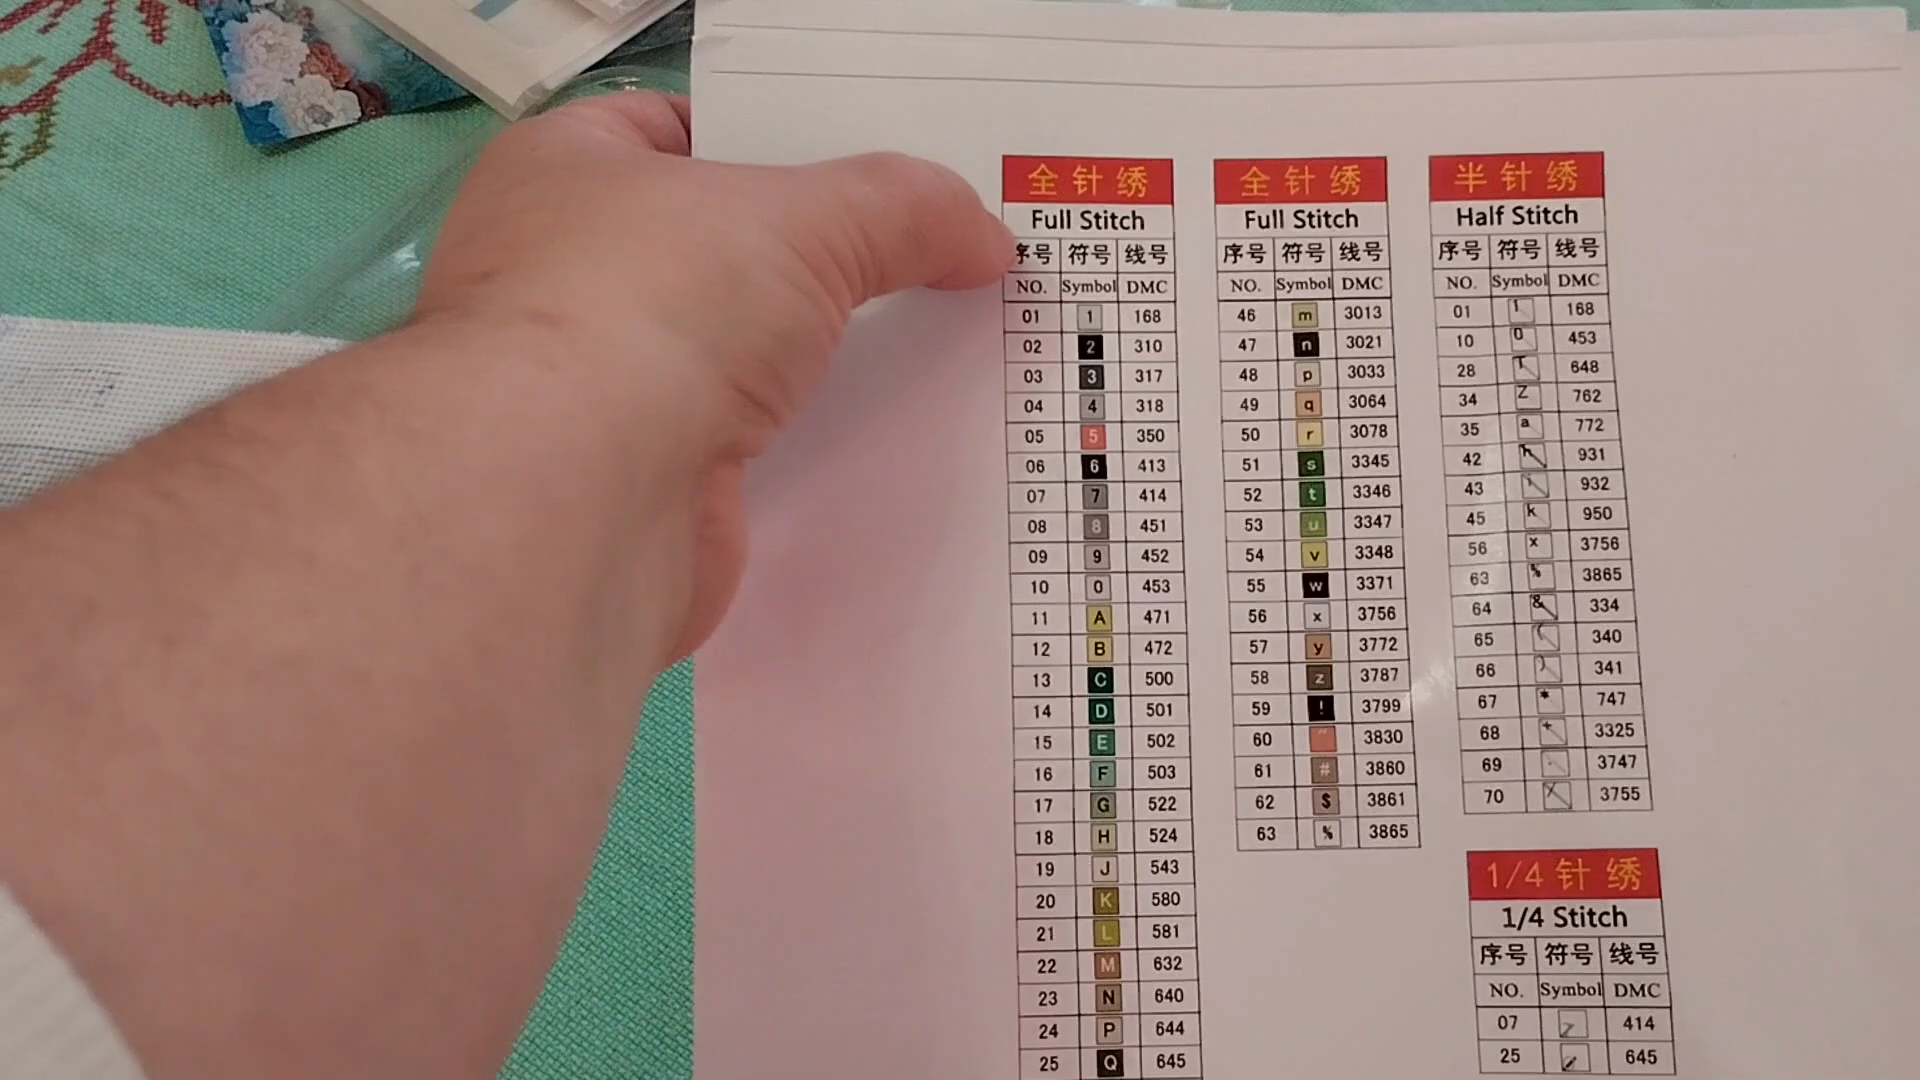 全针绣
Full Stitch
序号 符号 线号
NO. Symbol DMC
01 1 168
02 2 310
03 3 317
04 4 318
05 5 350
06 6 413
07 7 414
08 8 451
09 9 452
10 0 453
11 A 471
12 B 472
13 C 500
14 D 501
15 E 502
16 F 503
17 G 522
18 H 524
19 J 543
20 K 580
21 L 581
22 M 632
23 N 640
24 P 644
25 Q 645
全针绣
Full Stitch
序号 符号 线号
NO. Symbol DMC
46 m 3013
47 n 3021
48 p 3033
49 q 3064
50 r 3078
51 s 3345
52 t 3346
53 u 3347
54 v 3348
55 w 3371
56 x 3756
57 y 3772
58 z 3787
59 ! 3799
60 " 3830
61 # 3860
62 $ 3861
63 % 3865
半针绣
Half Stitch
序号 符号 线号
NO. Symbol DMC
01 1 168
10 0 453
28 T 648
34 Z 762
35 a 772
42 h 931
43 i 932
45 k 950
56 x 3756
63 % 3865
64 & 334
65 ( 340
66 ) 341
67 * 747
68 + 3325
69 . 3747
70 / 3755
1/4针绣
1/4 Stitch
序号 符号 线号
NO. Symbol DMC
07 7 414
25 645